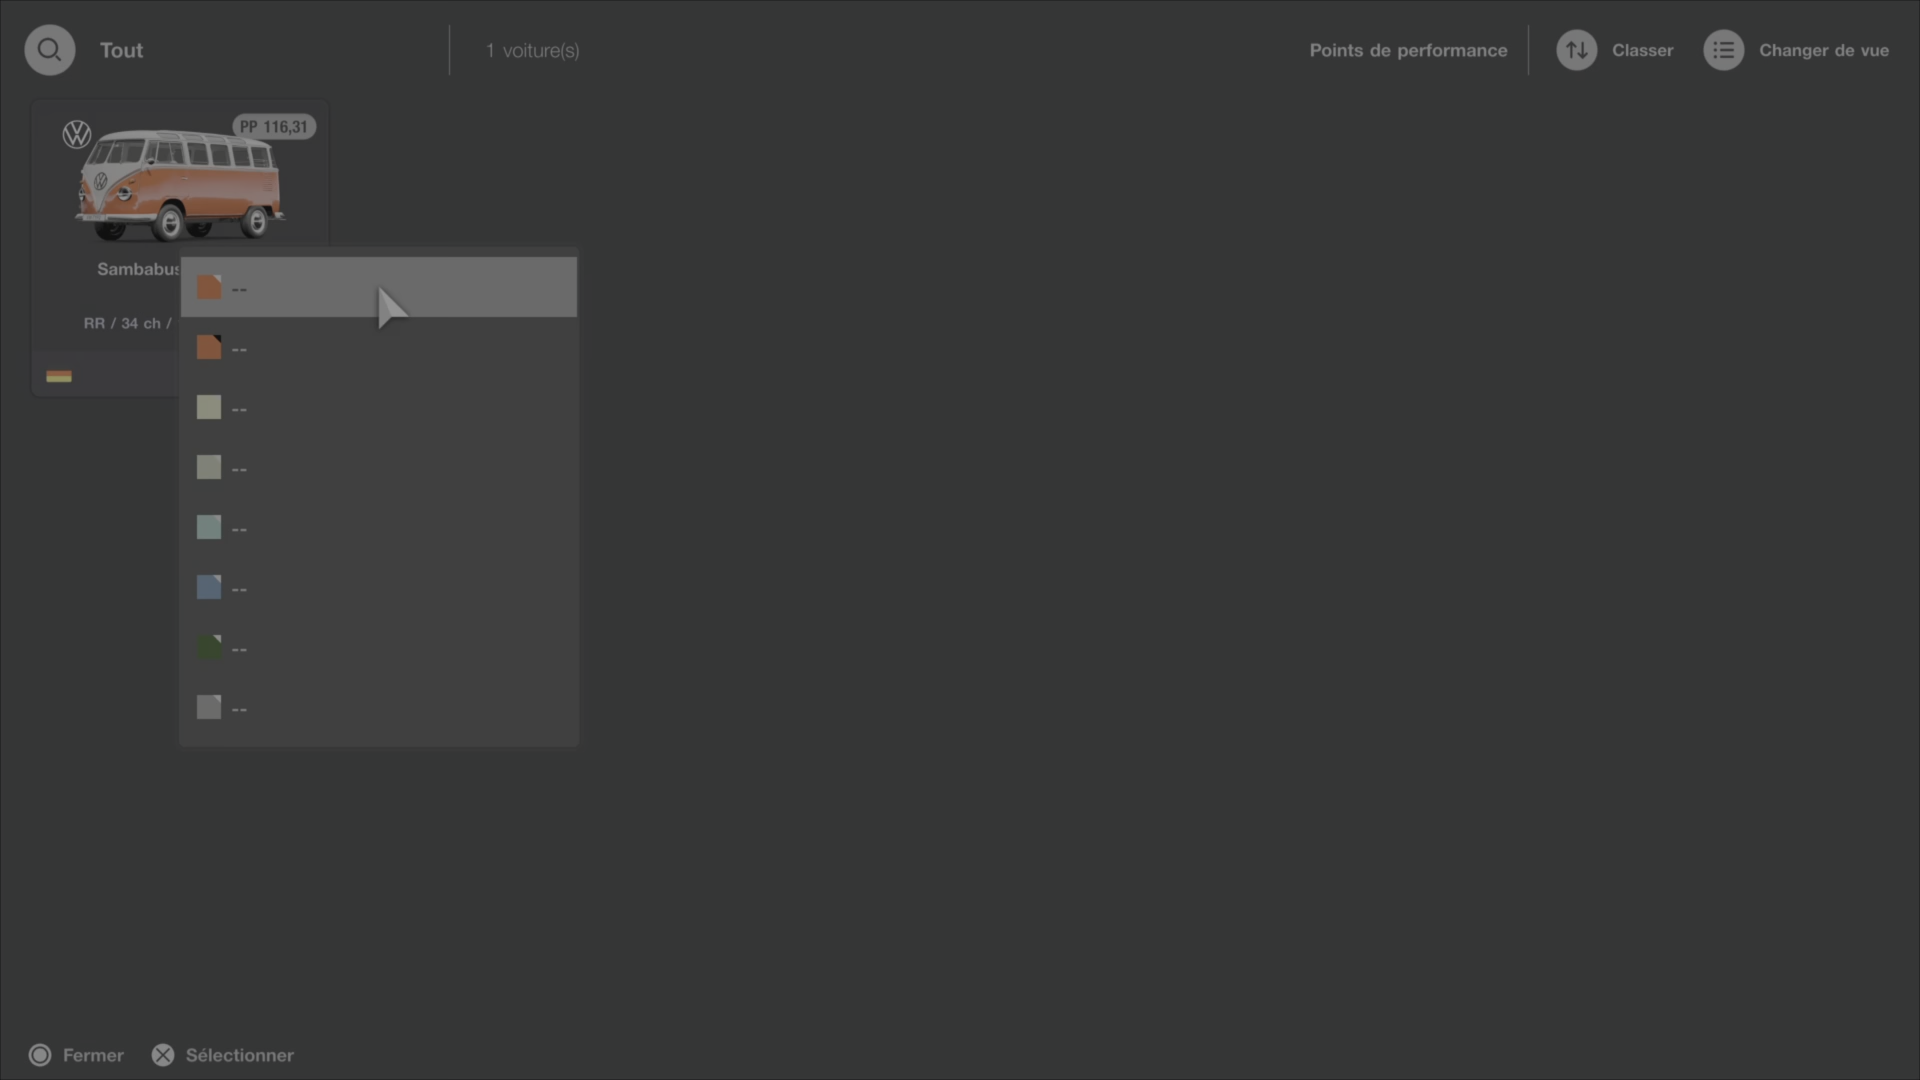 Tout
1 voiture(s)
Points de performance
Classer
Changer de vue
PP 116,31
Sambabus
RR / 34 ch /
--
--
--
--
--
--
--
--
Fermer
Sélectionner